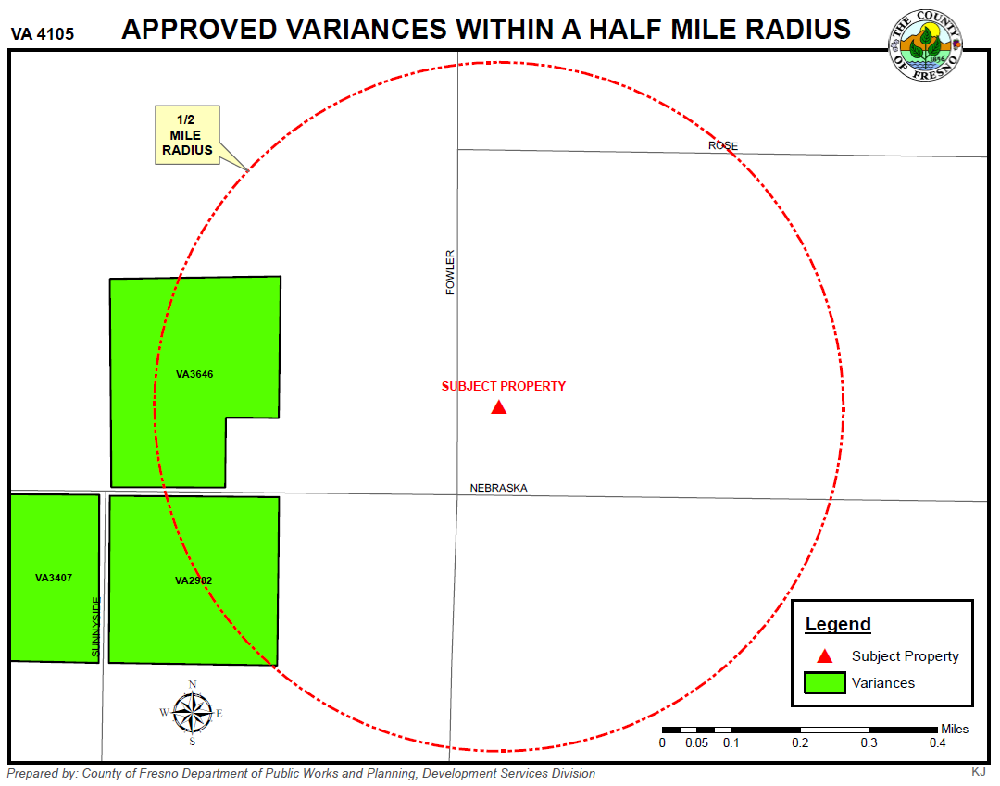 VA 4105
APPROVED VARIANCES WITHIN A HALF MILE RADIUS
THE COUNTY
OF FRESNO
1856
1/2
MILE
RADIUS
ROSE
FOWLER
VA3646
SUBJECT PROPERTY
NEBRASKA
VA3407
VA2982
SUNNYSIDE
Legend
Subject Property
Variances
N
W
E
S
Miles
0 0.05 0.1 0.2 0.3 0.4
Prepared by: County of Fresno Department of Public Works and Planning, Development Services Division
KJ